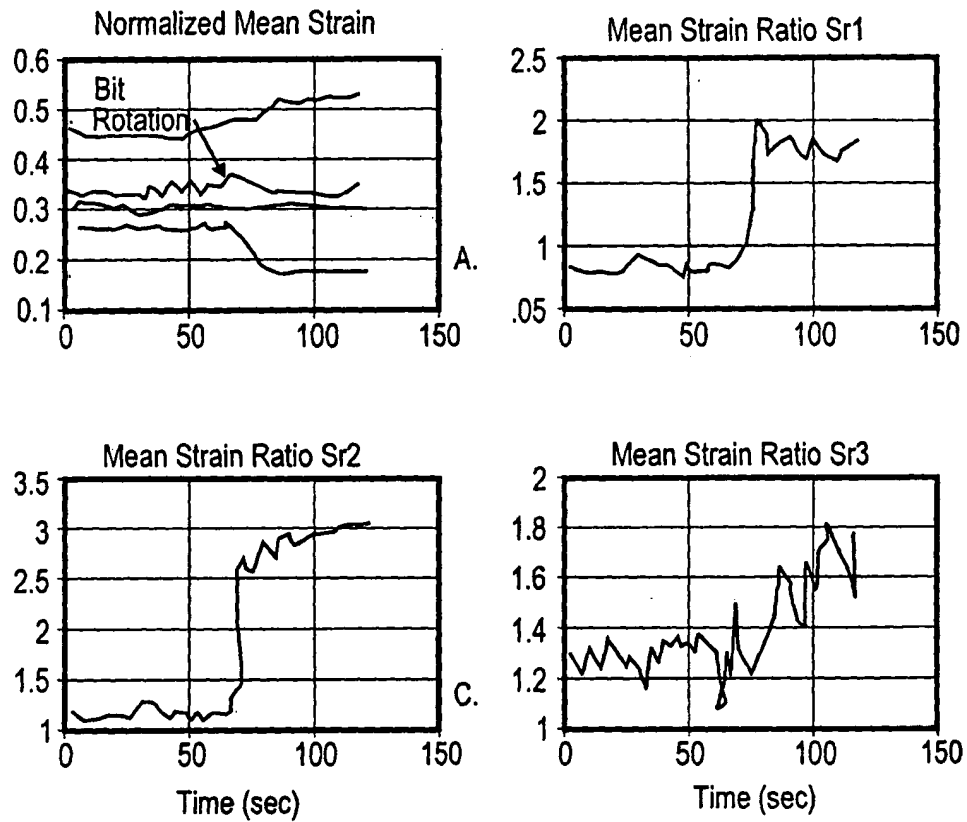 Normalized Mean Strain
0.6
0.5
0.4
0.3
0.2
0.1
Bit
Rotation
0 50 100 150
A.
Mean Strain Ratio Sr1
2.5
2
1.5
1
.05
0 50 100 150
Mean Strain Ratio Sr2
3.5
3
2.5
2
1.5
1
0 50 100 150
Time (sec)
C.
Mean Strain Ratio Sr3
2
1.8
1.6
1.4
1.2
1
0 50 100 150
Time (sec)